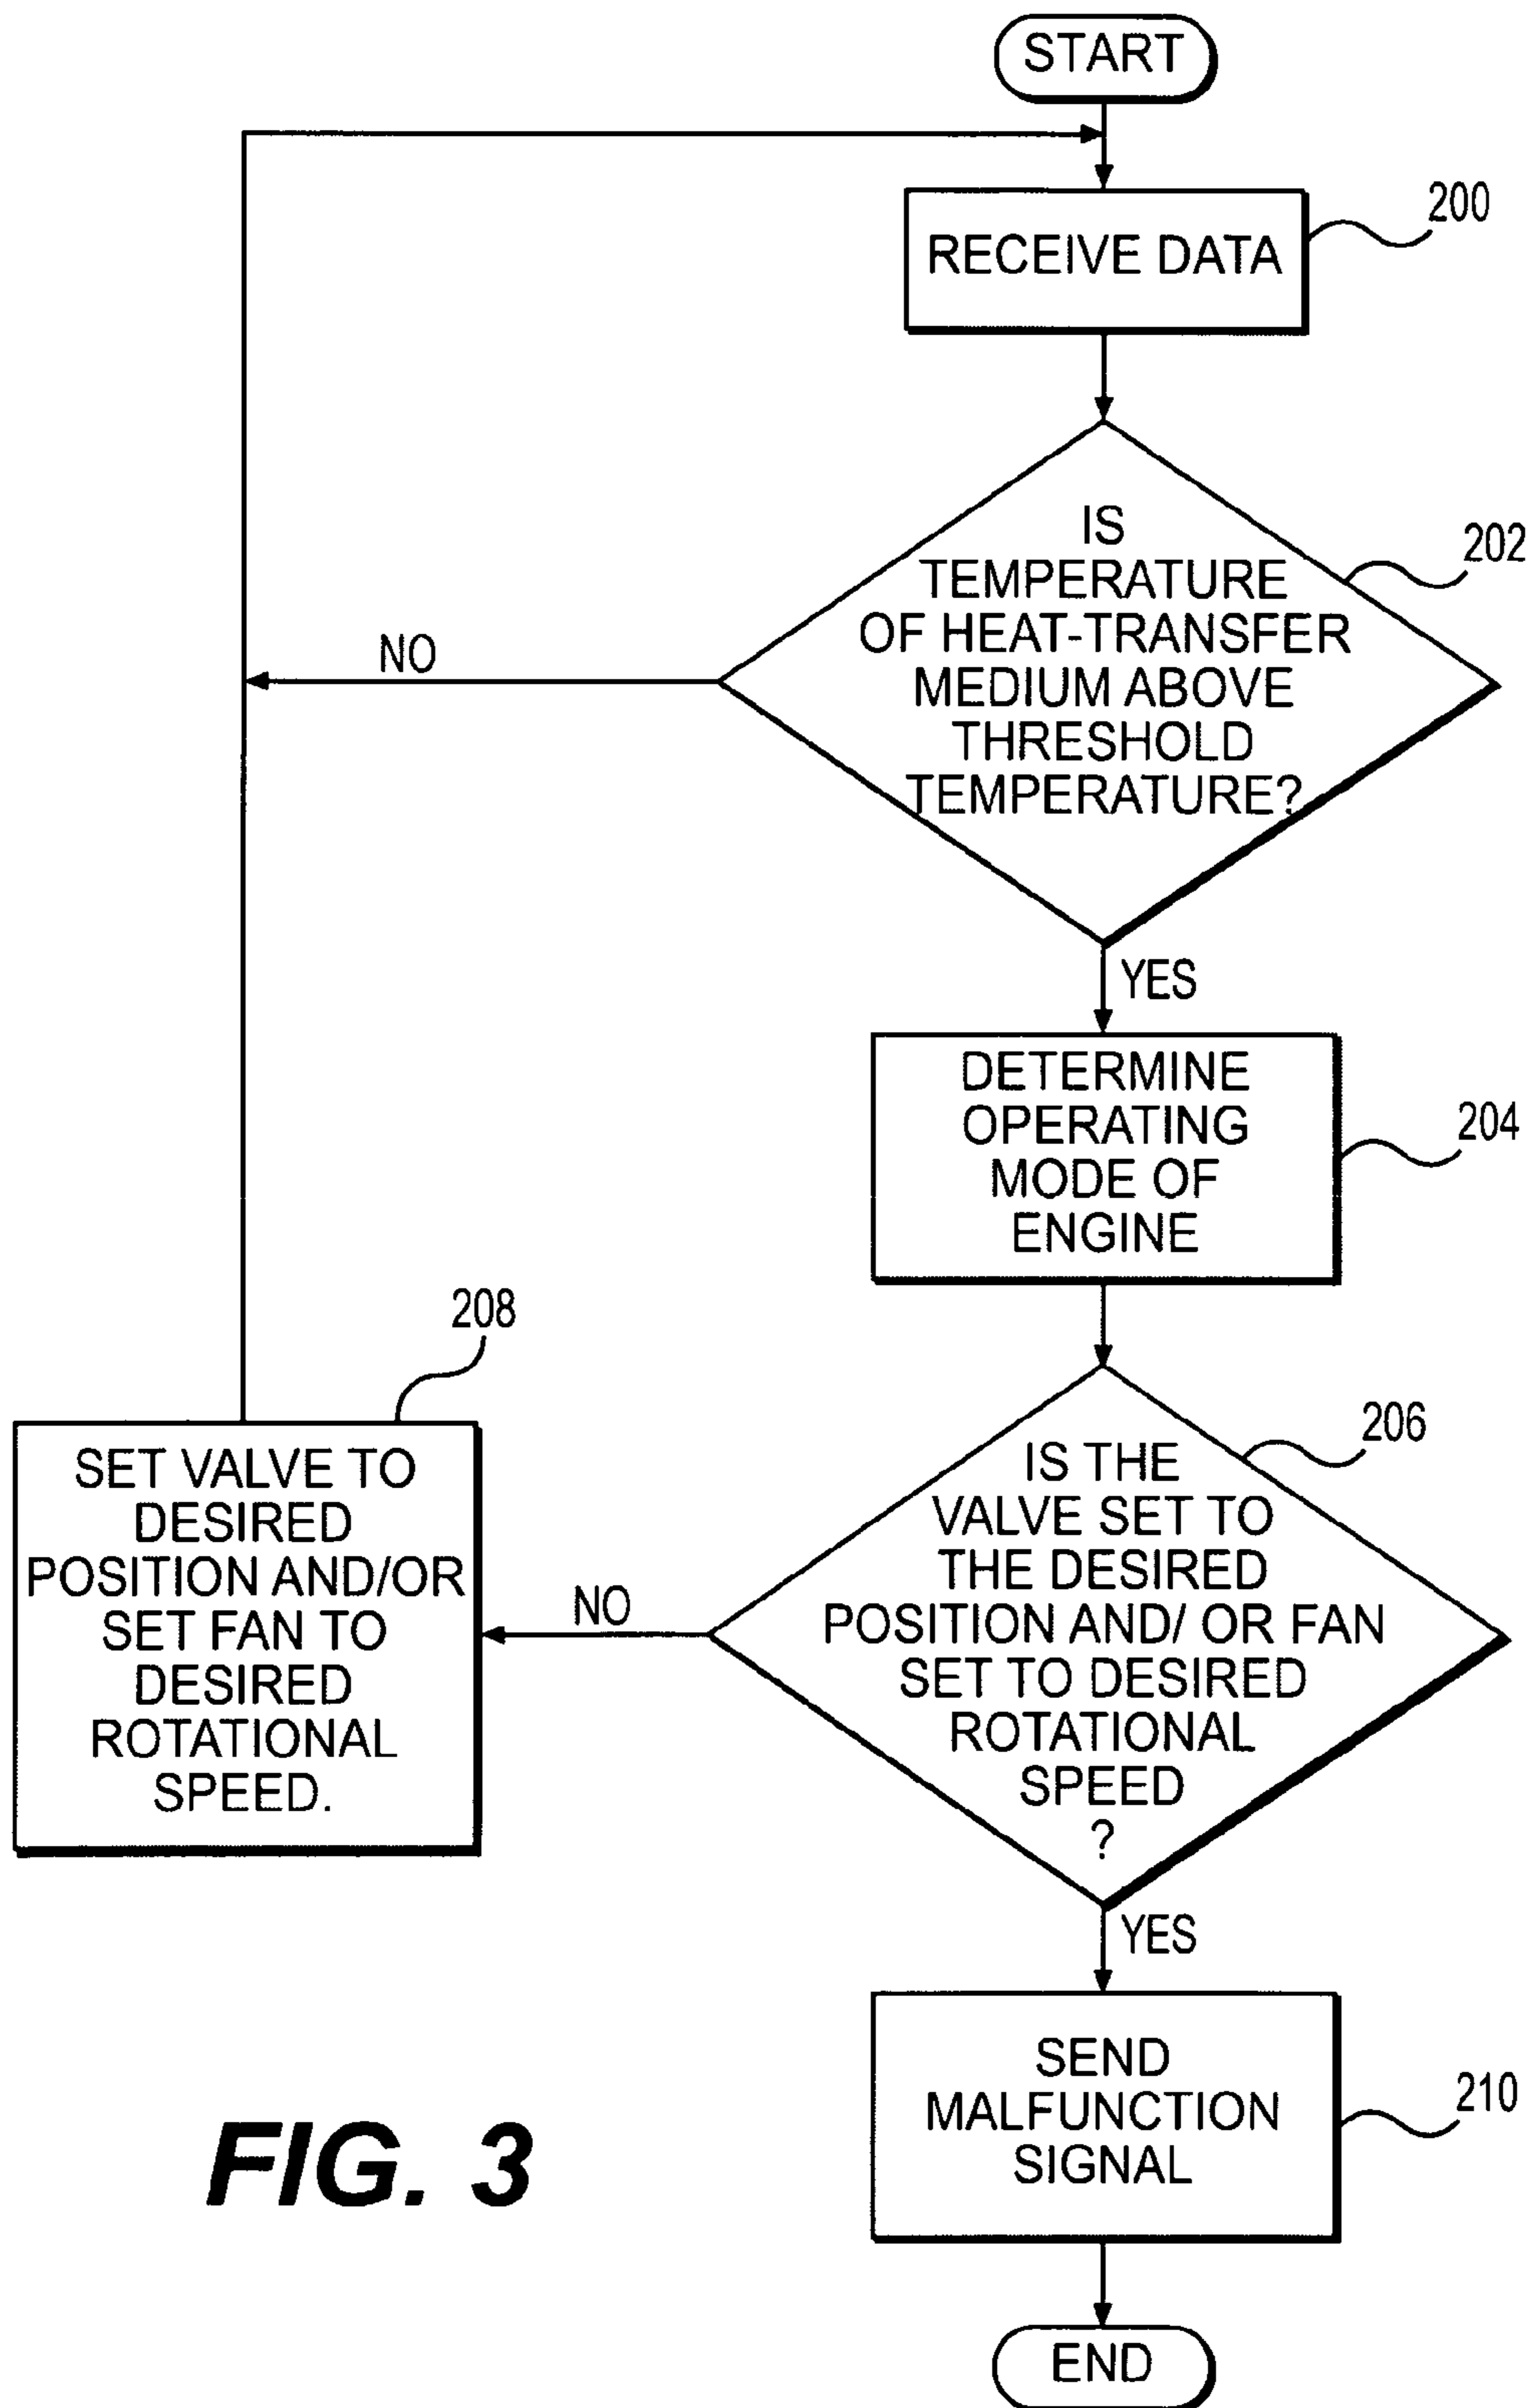 START
RECEIVE DATA
200
IS
TEMPERATURE
OF HEAT-TRANSFER
MEDIUM ABOVE
THRESHOLD
TEMPERATURE?
202
NO
YES
DETERMINE
OPERATING
MODE OF
ENGINE
204
IS THE
VALVE SET TO
THE DESIRED
POSITION AND/ OR FAN
SET TO DESIRED
ROTATIONAL
SPEED
?
206
NO
208
SET VALVE TO
DESIRED
POSITION AND/OR
SET FAN TO
DESIRED
ROTATIONAL
SPEED.
YES
SEND
MALFUNCTION
SIGNAL
210
END
FIG. 3